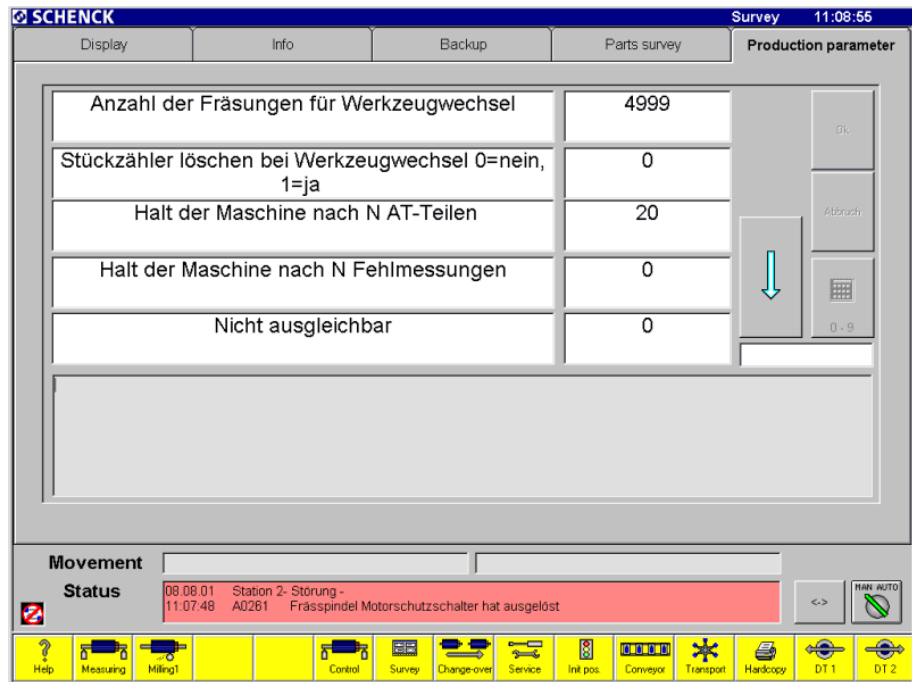 SCHENCK Survey 11:08:55
Display Info Backup Parts survey Production parameter
Anzahl der Fräsungen für Werkzeugwechsel 4999
Ok
Stückzähler löschen bei Werkzeugwechsel 0=nein,
1=ja 0
Halt der Maschine nach N AT-Teilen 20
Abbruch
Halt der Maschine nach N Fehlmessungen 0
Nicht ausgleichbar 0
0 - 9
Movement
Status 08.08.01 Station 2- Störung -
11:07:48 A0261 Frässpindel Motorschutzschalter hat ausgelöst
<-> MAN AUTO
Help Measuring Milling1 Control Survey Change-over Service Init pos. Conveyor Transport Hardcopy DT 1 DT 2